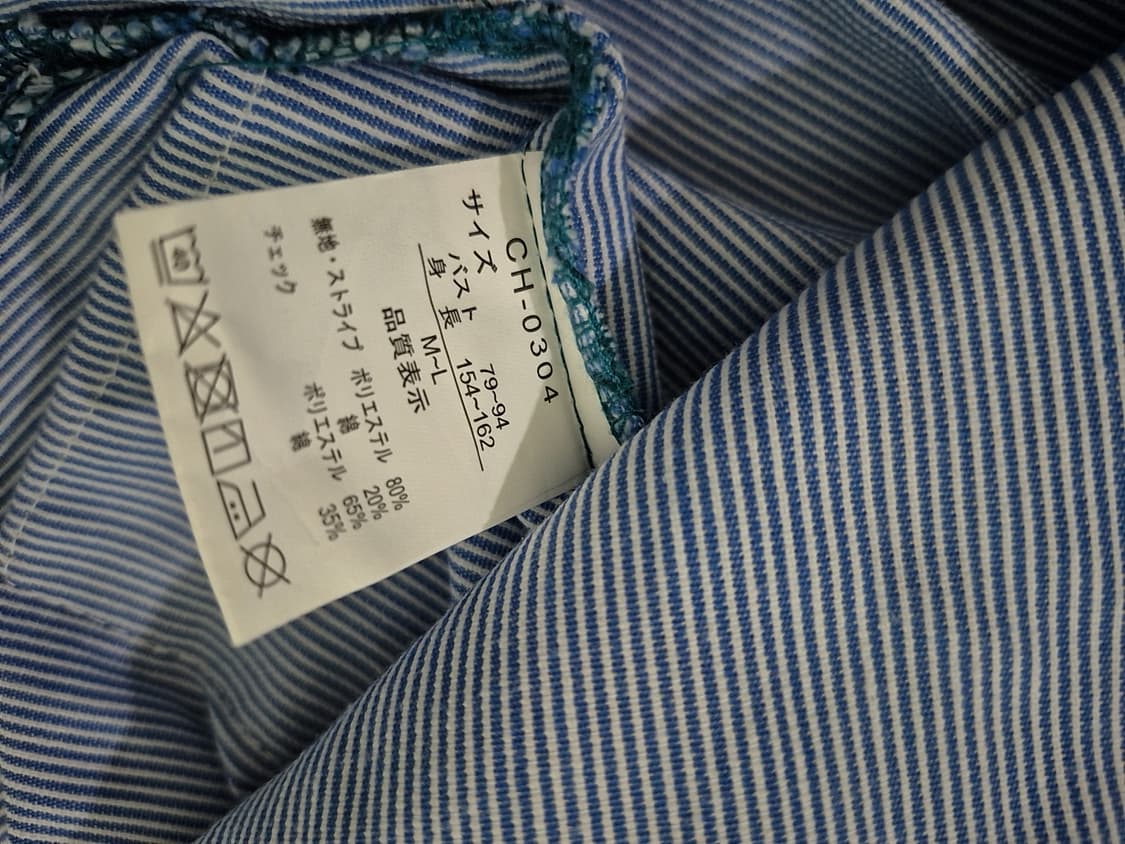 CH-0304
サイズ
バスト 79~94
身長 154~162
M~L
品質表示
無地・ストライプ ポリエステル 80%
綿 20%
チェック ポリエステル 65%
綿 35%
40